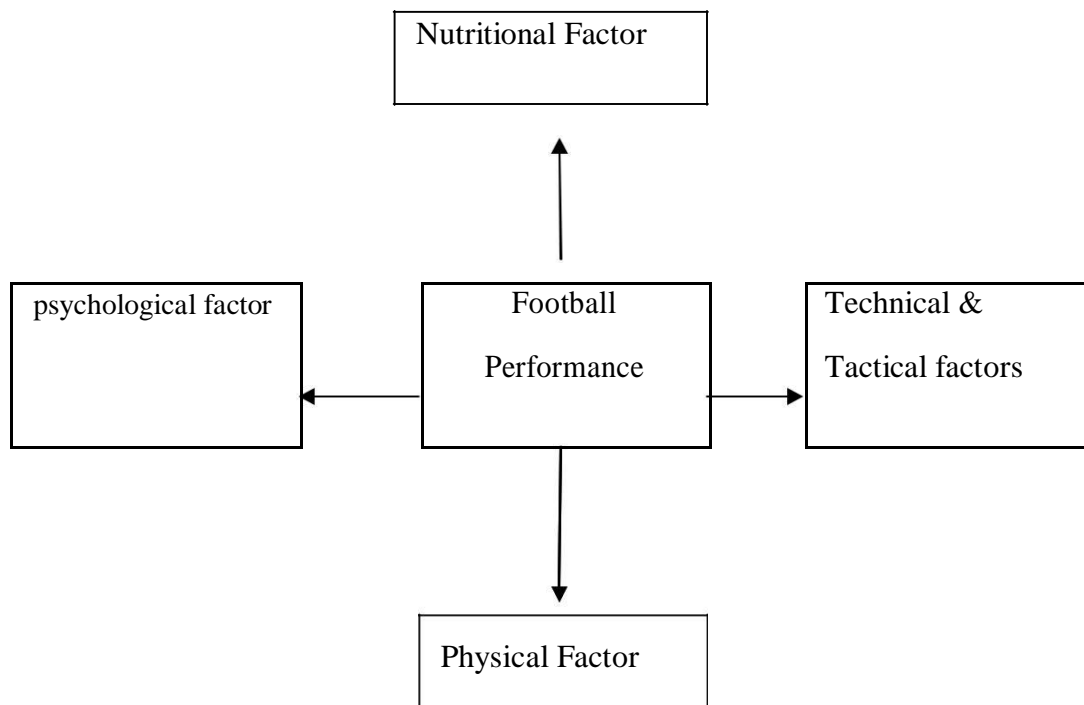 Nutritional Factor
psychological factor
Football
Performance
Technical &
Tactical factors
Physical Factor